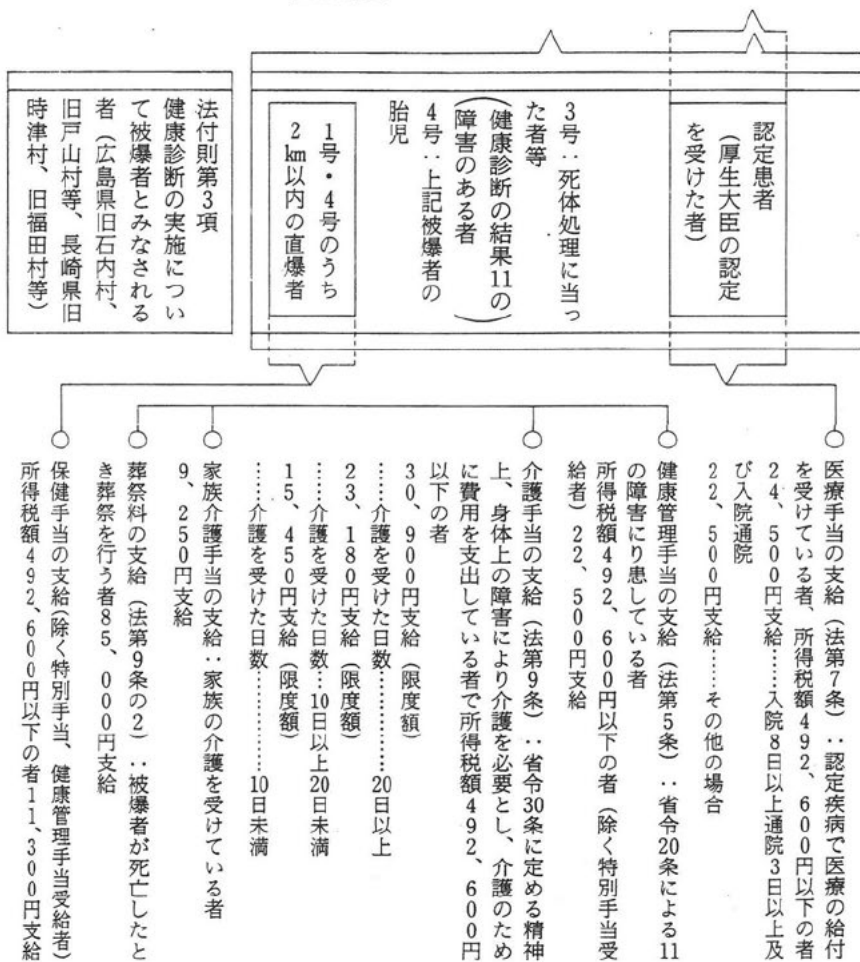 認定患者
(厚生大臣の認定
を受けた者)
3号‥死体処理に当っ
た者等
(健康診断の結果11の
障害のある者)
4号‥上記被爆者の
胎児
1号・4号のうち
2km以内の直爆者
法付則第3項
健康診断の実施につい
て被爆者とみなされる
者(広島県旧石内村、
旧戸山村等、長崎県旧
時津村、旧福田村等)
○医療手当の支給(法第7条)‥認定疾病で医療の給付
を受けている者、所得税額492、600円以下の者
24、500円支給……入院8日以上通院3日以上及
び入院通院
22、500円支給……その他の場合
○健康管理手当の支給(法第5条)‥省令20条による11
の障害にり患している者
所得税額492、600円以下の者(除く特別手当受
給者)22、500円支給
○介護手当の支給(法第9条)‥省令30条に定める精神
上、身体上の障害により介護を必要とし、介護のため
に費用を支出している者で所得税額492、600円
以下の者
30、900円支給(限度額)
……介護を受けた日数……………20日以上
23、180円支給(限度額)
……介護を受けた日数…10日以上20日未満
15、450円支給(限度額)
……介護を受けた日数……………10日未満
○家族介護手当の支給‥家族の介護を受けている者
9、250円支給
○葬祭料の支給(法第9条の2)‥被爆者が死亡したと
き葬祭を行う者85、000円支給
○保健手当の支給(除く特別手当、健康管理手当受給者)
所得税額492、600円以下の者11、300円支給